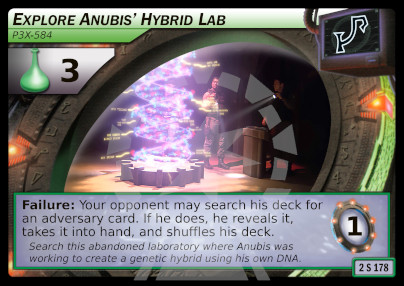 EXPLORE ANUBIS' HYBRID LAB
P3X-584
3
Failure: Your opponent may search his deck for
an adversary card. If he does, he reveals it,
takes it into hand, and shuffles his deck.
Search this abandoned laboratory where Anubis was
working to create a genetic hybrid using his own DNA.
1
2 S 178